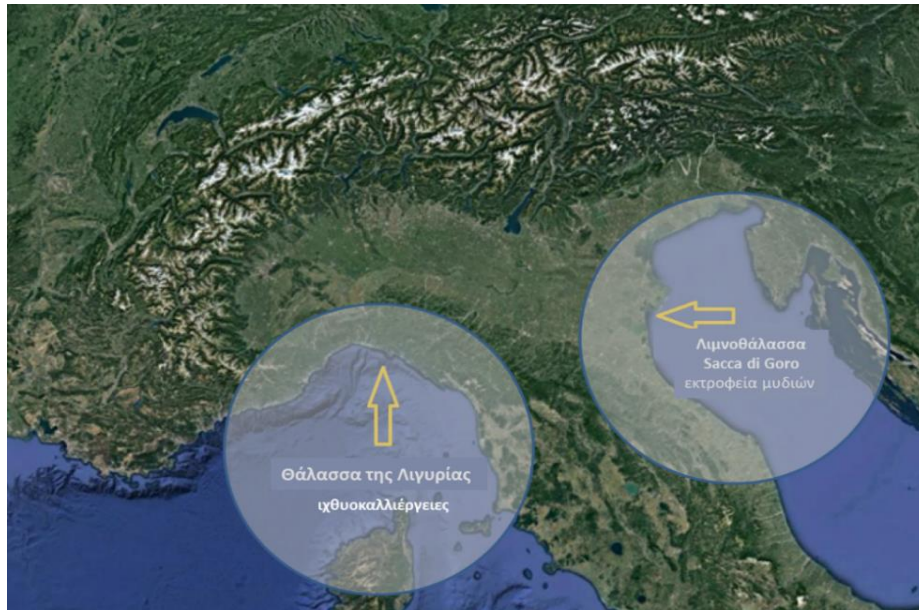 Λιμνοθάλασσα
Sacca di Goro
εκτροφεία μυδιών
Θάλασσα της Λιγυρίας
ιχθυοκαλλιέργειες